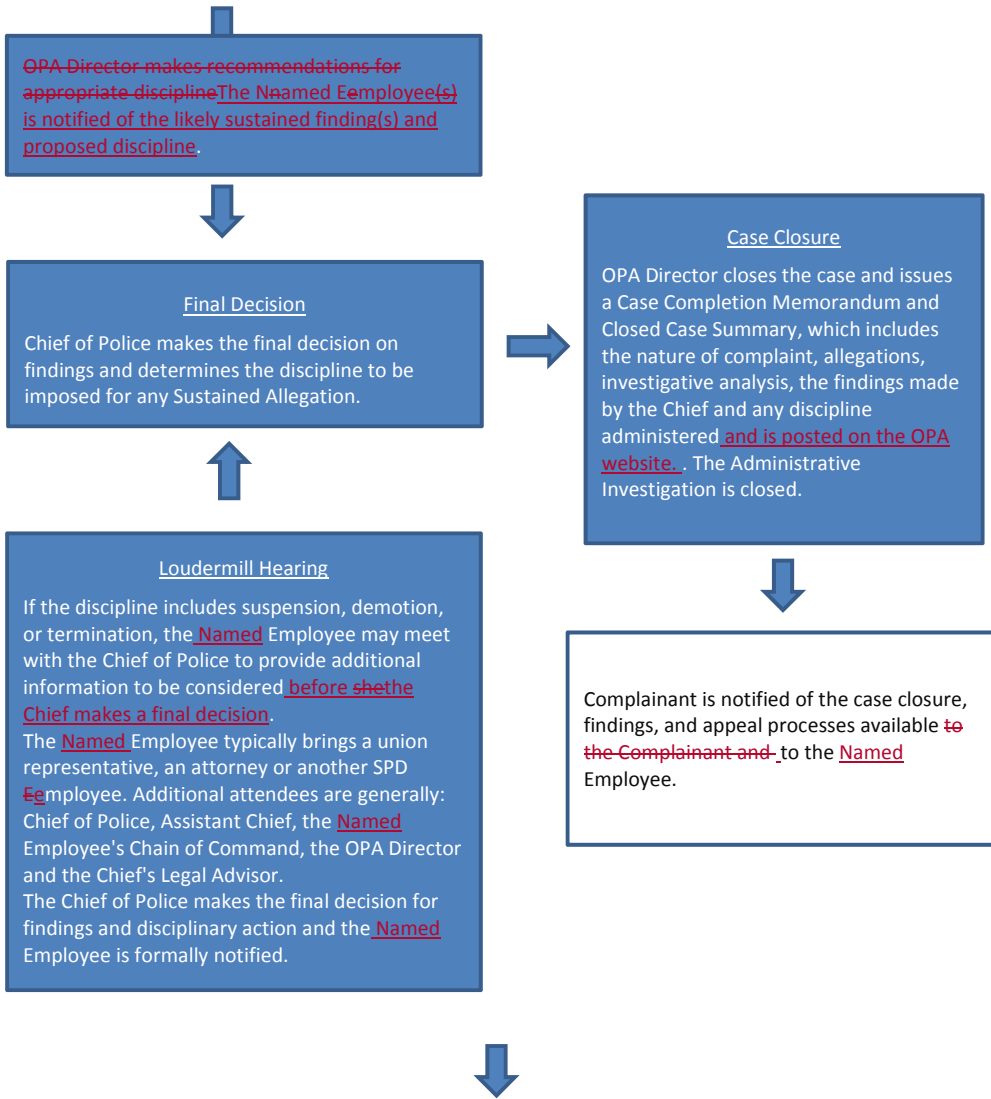 OPA Director makes recommendations for
appropriate disciplineThe Nnamed Eemployee(s)
is notified of the likely sustained finding(s) and
proposed discipline.
Final Decision
Chief of Police makes the final decision on
findings and determines the discipline to be
imposed for any Sustained Allegation.
Case Closure
OPA Director closes the case and issues
a Case Completion Memorandum and
Closed Case Summary, which includes
the nature of complaint, allegations,
investigative analysis, the findings made
by the Chief and any discipline
administered and is posted on the OPA
website. . The Administrative
Investigation is closed.
Loudermill Hearing
If the discipline includes suspension, demotion,
or termination, the Named Employee may meet
with the Chief of Police to provide additional
information to be considered before shethe
Chief makes a final decision.
The Named Employee typically brings a union
representative, an attorney or another SPD
Eemployee. Additional attendees are generally:
Chief of Police, Assistant Chief, the Named
Employee's Chain of Command, the OPA Director
and the Chief's Legal Advisor.
The Chief of Police makes the final decision for
findings and disciplinary action and the Named
Employee is formally notified.
Complainant is notified of the case closure,
findings, and appeal processes available to
the Complainant and to the Named
Employee.